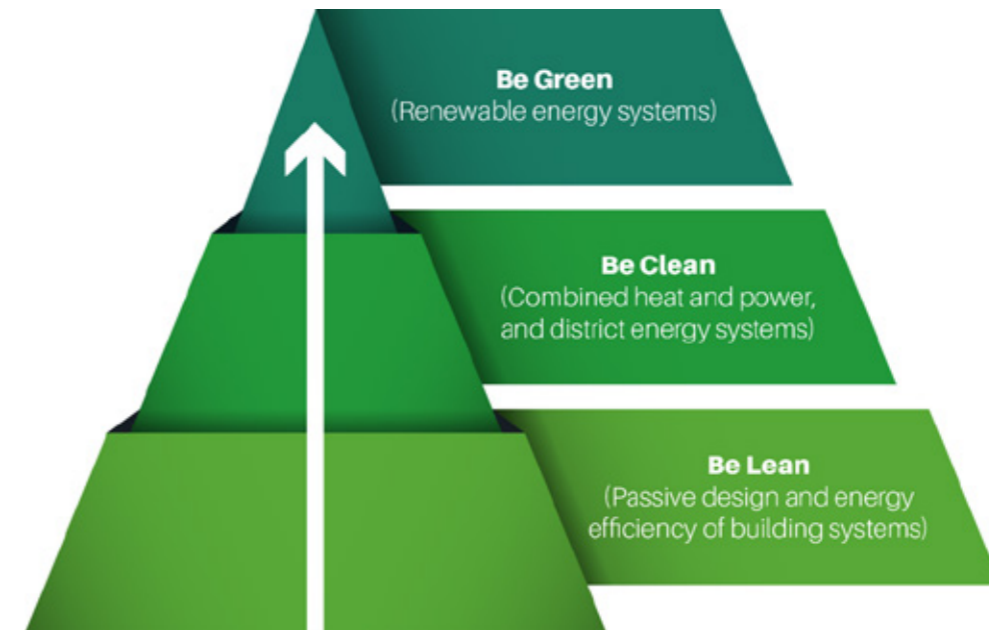 Be Green
(Renewable energy systems)
Be Clean
(Combined heat and power,
and district energy systems)
Be Lean
(Passive design and energy
efficiency of building systems)